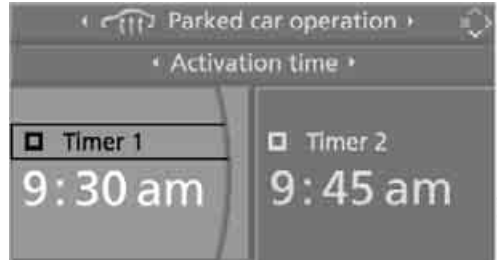 Parked car operation
Activation time
Timer 1
9:30 am
Timer 2
9:45 am